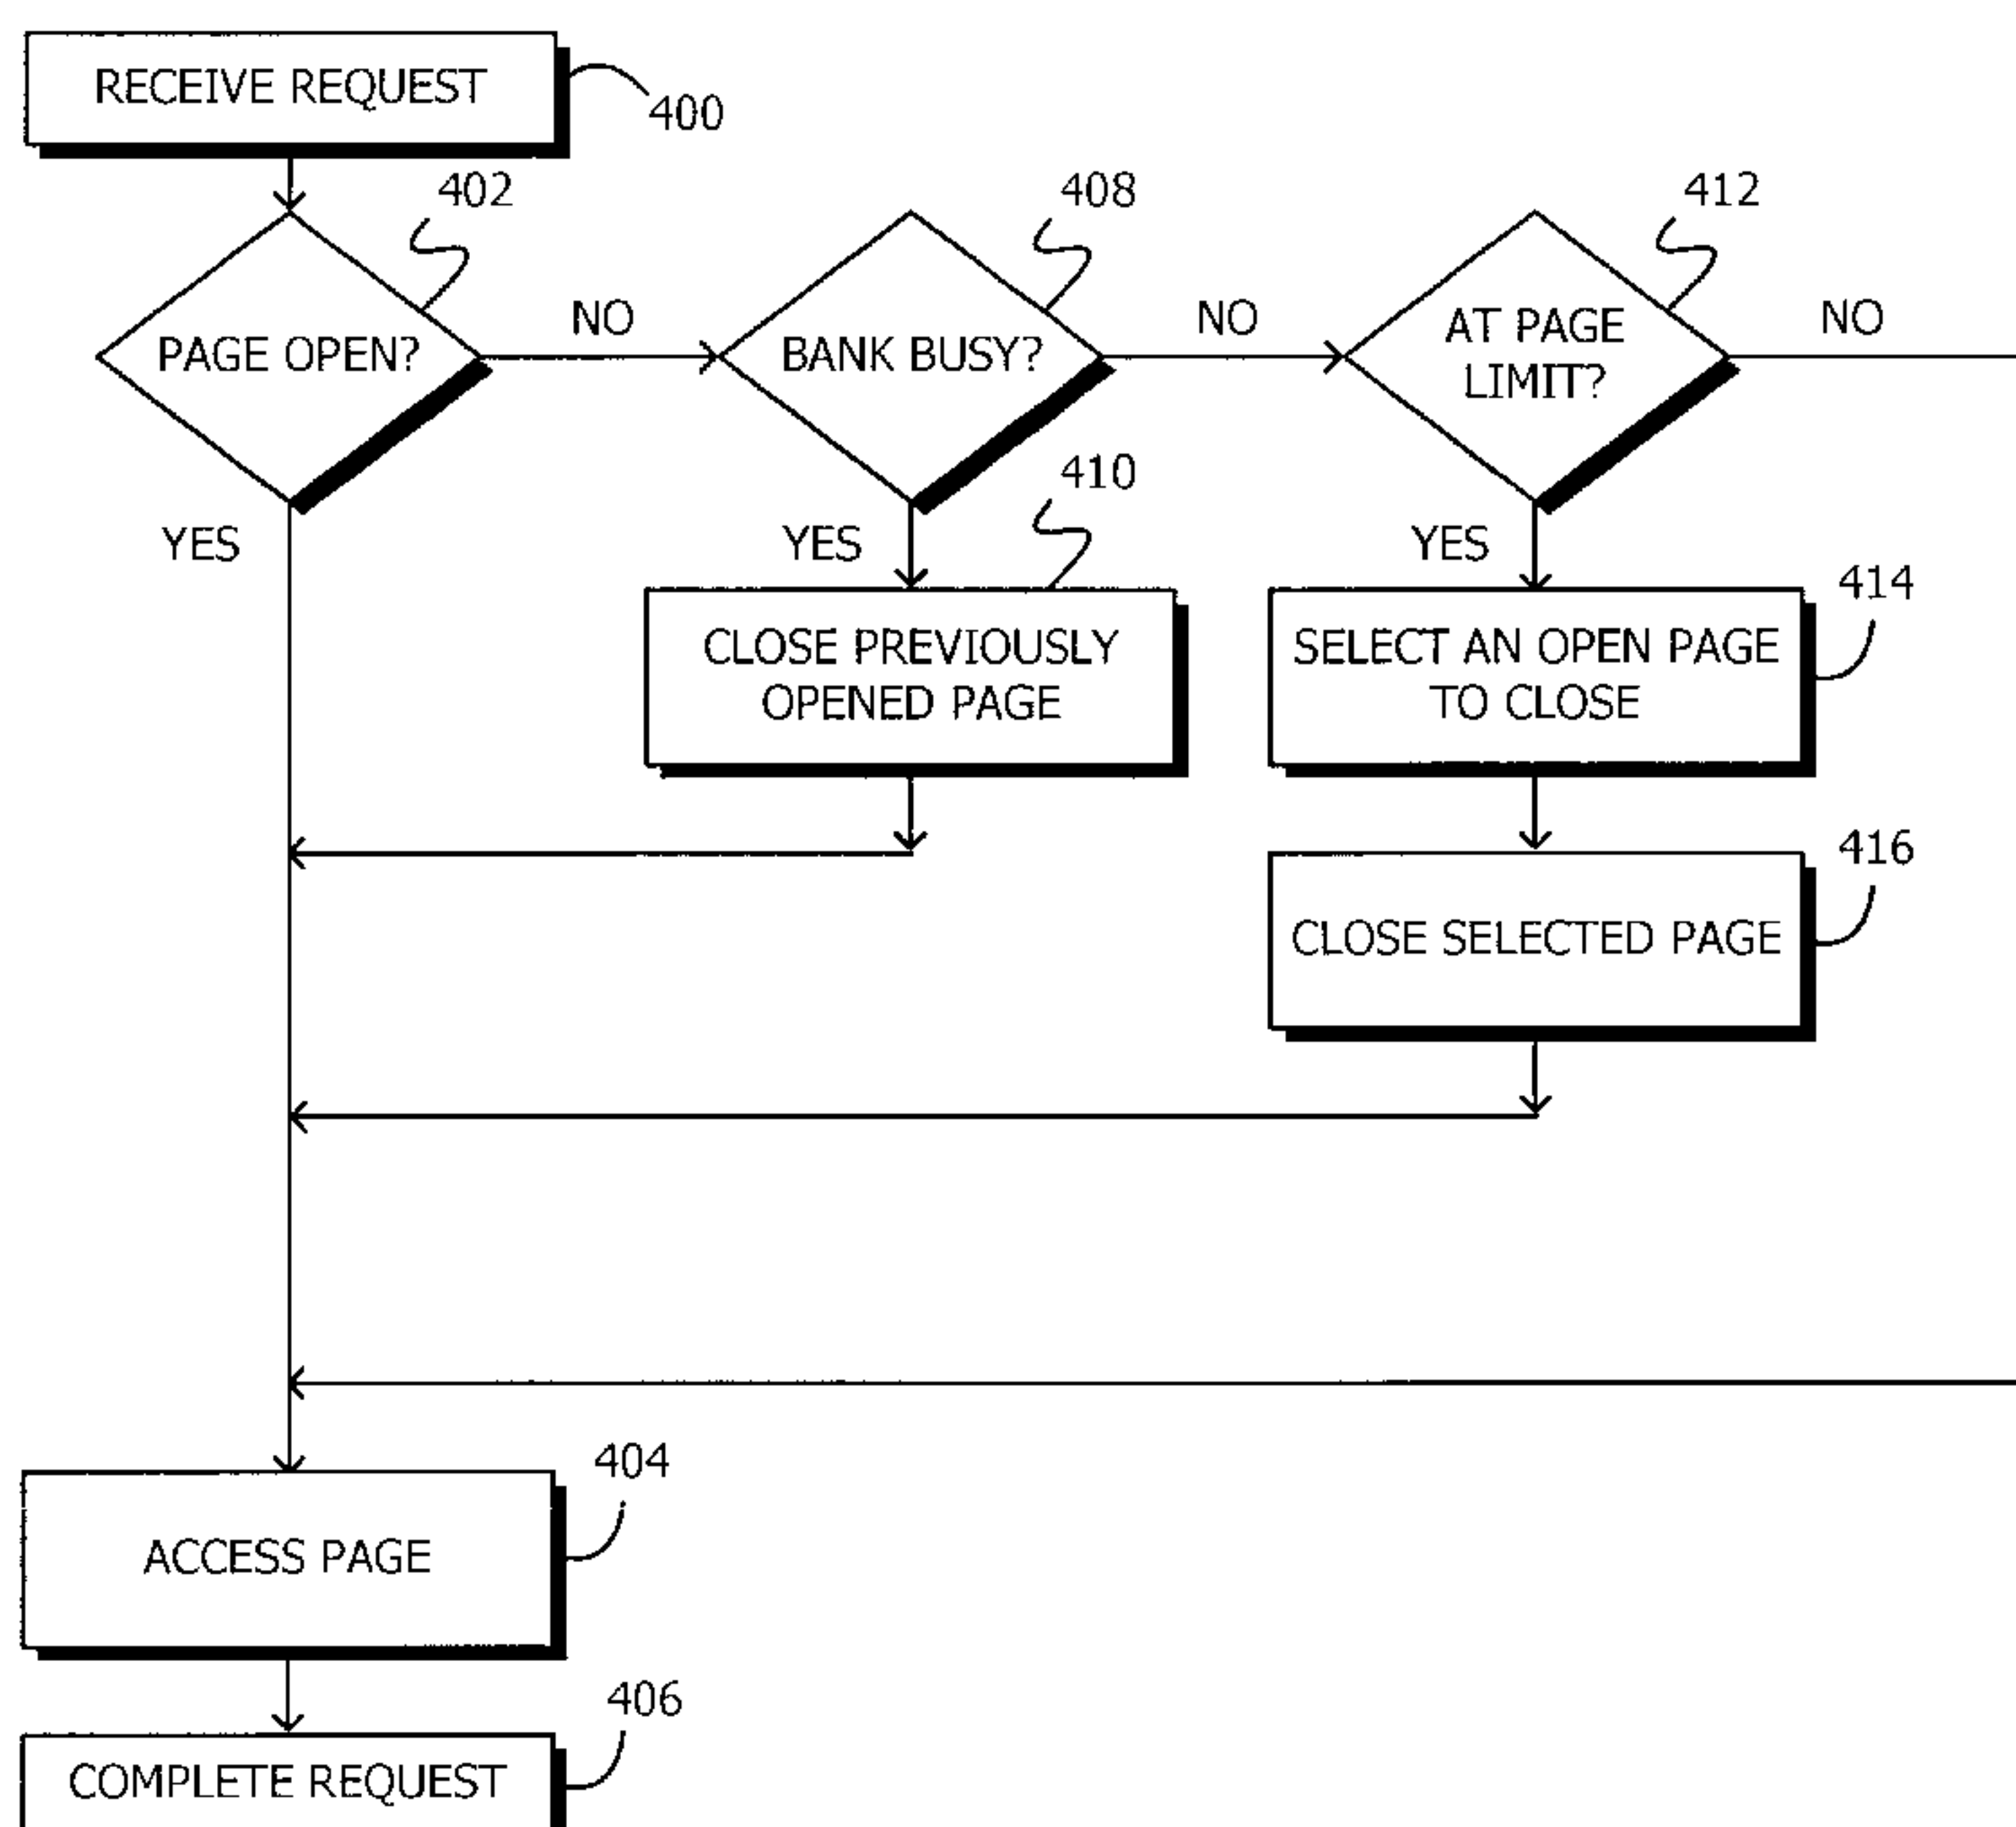 RECEIVE REQUEST
400
402
408
412
PAGE OPEN?
NO
BANK BUSY?
NO
AT PAGE
LIMIT?
NO
YES
YES
410
YES
CLOSE PREVIOUSLY
OPENED PAGE
SELECT AN OPEN PAGE
TO CLOSE
414
CLOSE SELECTED PAGE
416
ACCESS PAGE
404
COMPLETE REQUEST
406